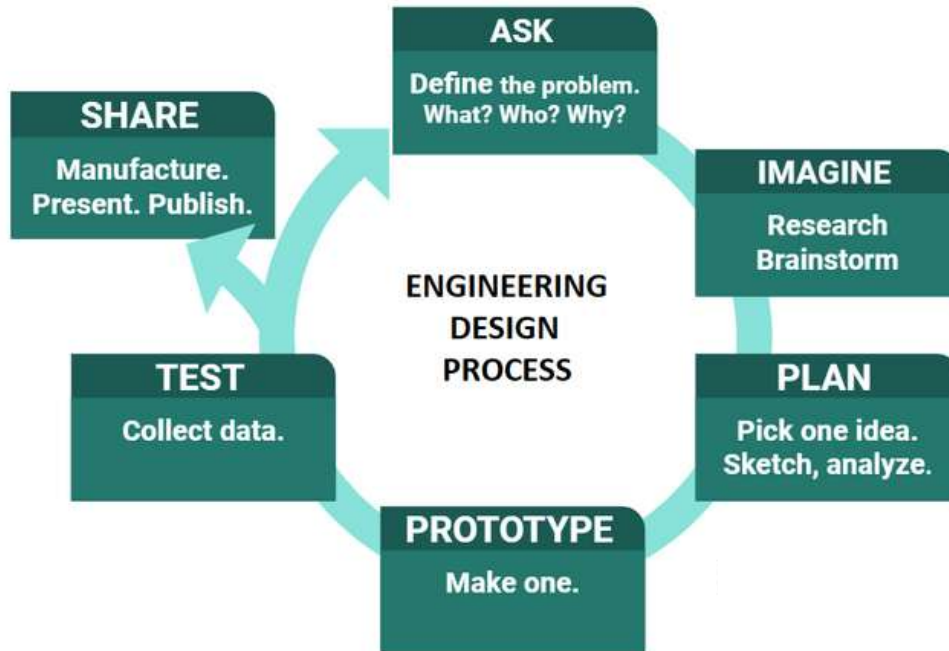 ASK
Define the problem.
What? Who? Why?
SHARE
Manufacture.
Present. Publish.
IMAGINE
Research
Brainstorm
ENGINEERING
DESIGN
PROCESS
TEST
Collect data.
PLAN
Pick one idea.
Sketch, analyze.
PROTOTYPE
Make one.